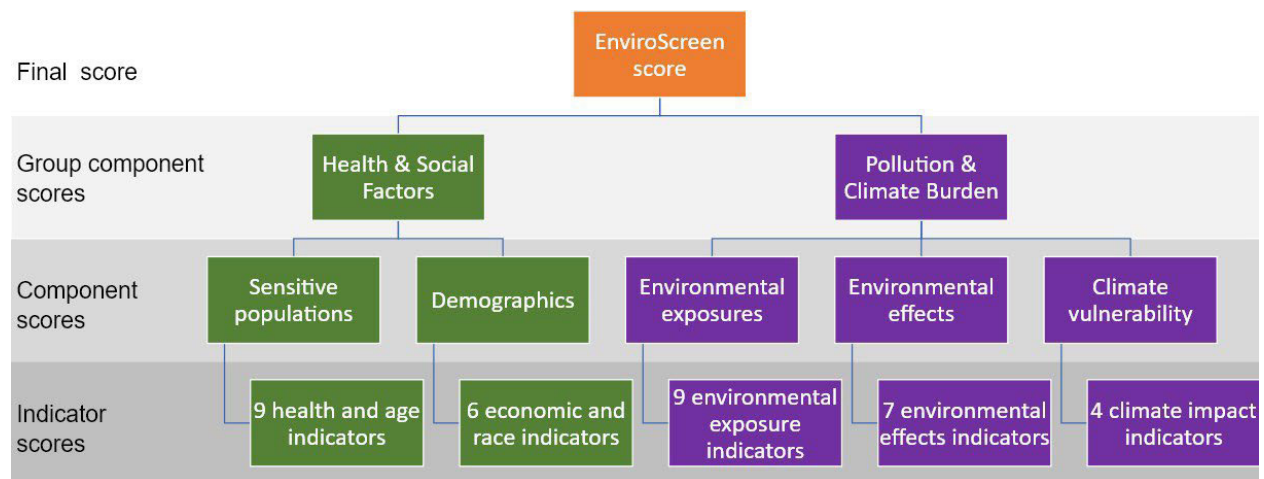 EnviroScreen
score
Final score
Group component
scores
Health & Social
Factors
Pollution &
Climate Burden
Component
scores
Sensitive
populations
Demographics
Environmental
exposures
Environmental
effects
Climate
vulnerability
Indicator
scores
9 health and age
indicators
6 economic and
race indicators
9 environmental
exposure
indicators
7 environmental
effects indicators
4 climate impact
indicators